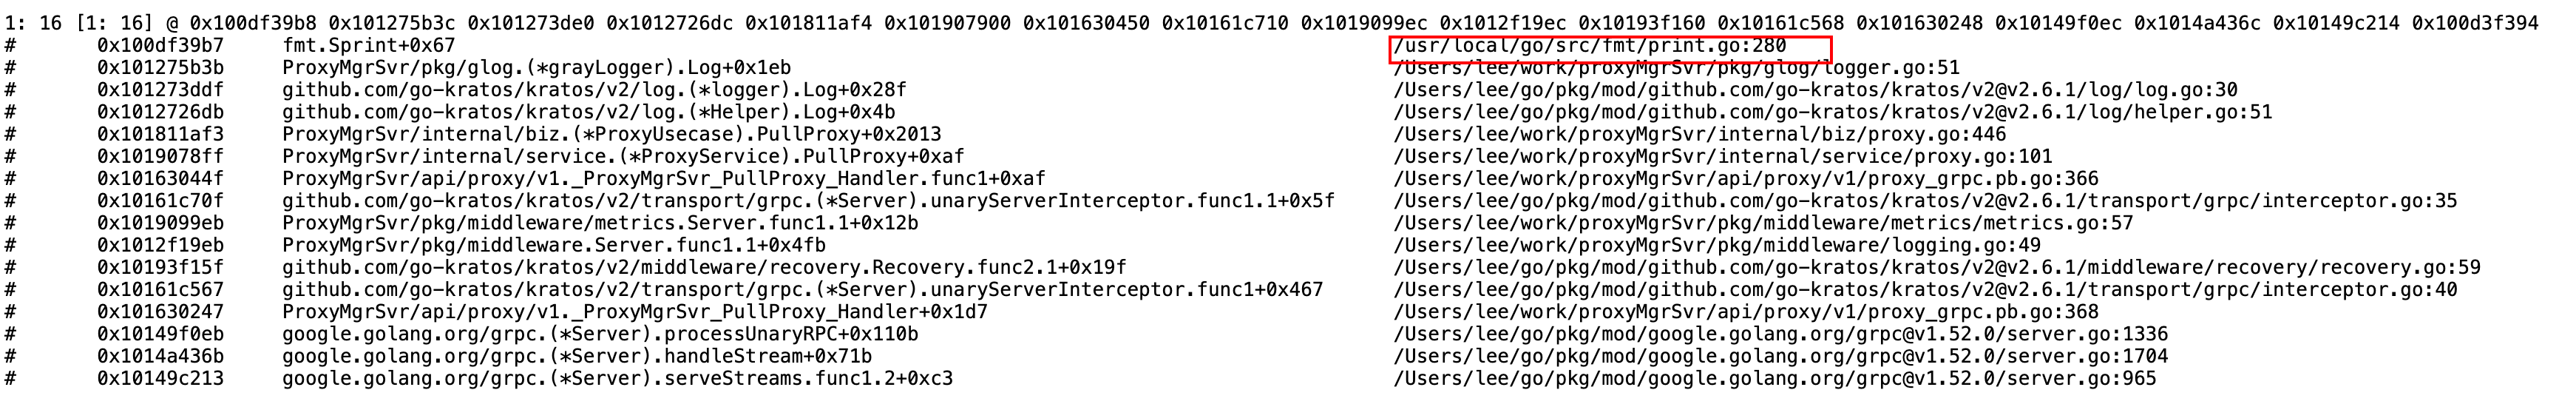 1: 16 [1: 16] @ 0x100df39b8 0x101275b3c 0x101273de0 0x1012726dc 0x101811af4 0x101907900 0x101630450 0x10161c710 0x1019099ec 0x1012f19ec 0x10193f160 0x10161c568 0x101630248 0x10149f0ec 0x1014a436c 0x10149c214 0x100d3f394
# 0x100df39b7 fmt.Sprint+0x67 /usr/local/go/src/fmt/print.go:280
# 0x101275b3b ProxyMgrSvr/pkg/glog.(*grayLogger).Log+0x1eb /Users/lee/work/proxyMgrSvr/pkg/glog/logger.go:51
# 0x101273ddf github.com/go-kratos/kratos/v2/log.(*logger).Log+0x28f /Users/lee/go/pkg/mod/github.com/go-kratos/kratos/v2@v2.6.1/log/log.go:30
# 0x1012726db github.com/go-kratos/kratos/v2/log.(*Helper).Log+0x4b /Users/lee/go/pkg/mod/github.com/go-kratos/kratos/v2@v2.6.1/log/helper.go:51
# 0x101811af3 ProxyMgrSvr/internal/biz.(*ProxyUsecase).PullProxy+0x2013 /Users/lee/work/proxyMgrSvr/internal/biz/proxy.go:446
# 0x1019078ff ProxyMgrSvr/internal/service.(*ProxyService).PullProxy+0xaf /Users/lee/work/proxyMgrSvr/internal/service/proxy.go:101
# 0x10163044f ProxyMgrSvr/api/proxy/v1._ProxyMgrSvr_PullProxy_Handler.func1+0xaf /Users/lee/work/proxyMgrSvr/api/proxy/v1/proxy_grpc.pb.go:366
# 0x10161c70f github.com/go-kratos/kratos/v2/transport/grpc.(*Server).unaryServerInterceptor.func1.1+0x5f /Users/lee/go/pkg/mod/github.com/go-kratos/kratos/v2@v2.6.1/transport/grpc/interceptor.go:35
# 0x1019099eb ProxyMgrSvr/pkg/middleware/metrics.Server.func1.1+0x12b /Users/lee/work/proxyMgrSvr/pkg/middleware/metrics/metrics.go:57
# 0x1012f19eb ProxyMgrSvr/pkg/middleware.Server.func1.1+0x4fb /Users/lee/work/proxyMgrSvr/pkg/middleware/logging.go:49
# 0x10193f15f github.com/go-kratos/kratos/v2/middleware/recovery.Recovery.func2.1+0x19f /Users/lee/go/pkg/mod/github.com/go-kratos/kratos/v2@v2.6.1/middleware/recovery/recovery.go:59
# 0x10161c567 github.com/go-kratos/kratos/v2/transport/grpc.(*Server).unaryServerInterceptor.func1+0x467 /Users/lee/go/pkg/mod/github.com/go-kratos/kratos/v2@v2.6.1/transport/grpc/interceptor.go:40
# 0x101630247 ProxyMgrSvr/api/proxy/v1._ProxyMgrSvr_PullProxy_Handler+0x1d7 /Users/lee/work/proxyMgrSvr/api/proxy/v1/proxy_grpc.pb.go:368
# 0x10149f0eb google.golang.org/grpc.(*Server).processUnaryRPC+0x110b /Users/lee/go/pkg/mod/google.golang.org/grpc@v1.52.0/server.go:1336
# 0x1014a436b google.golang.org/grpc.(*Server).handleStream+0x71b /Users/lee/go/pkg/mod/google.golang.org/grpc@v1.52.0/server.go:1704
# 0x10149c213 google.golang.org/grpc.(*Server).serveStreams.func1.2+0xc3 /Users/lee/go/pkg/mod/google.golang.org/grpc@v1.52.0/server.go:965